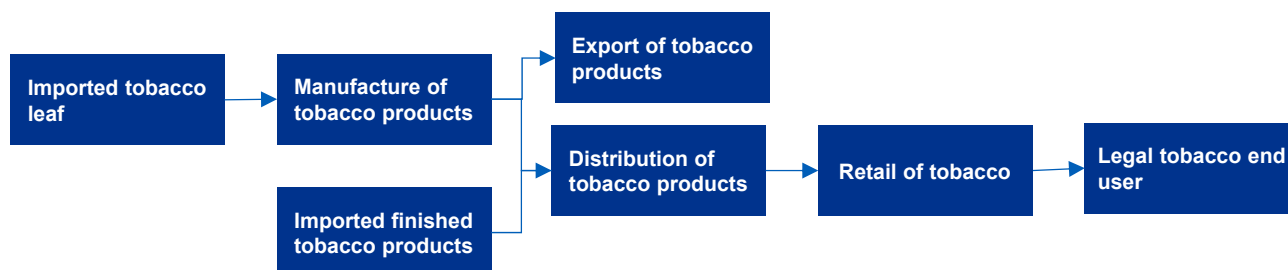 Imported tobacco
leaf
Manufacture of
tobacco products
Imported finished
tobacco products
Export of tobacco
products
Distribution of
tobacco products
Retail of tobacco
Legal tobacco end
user